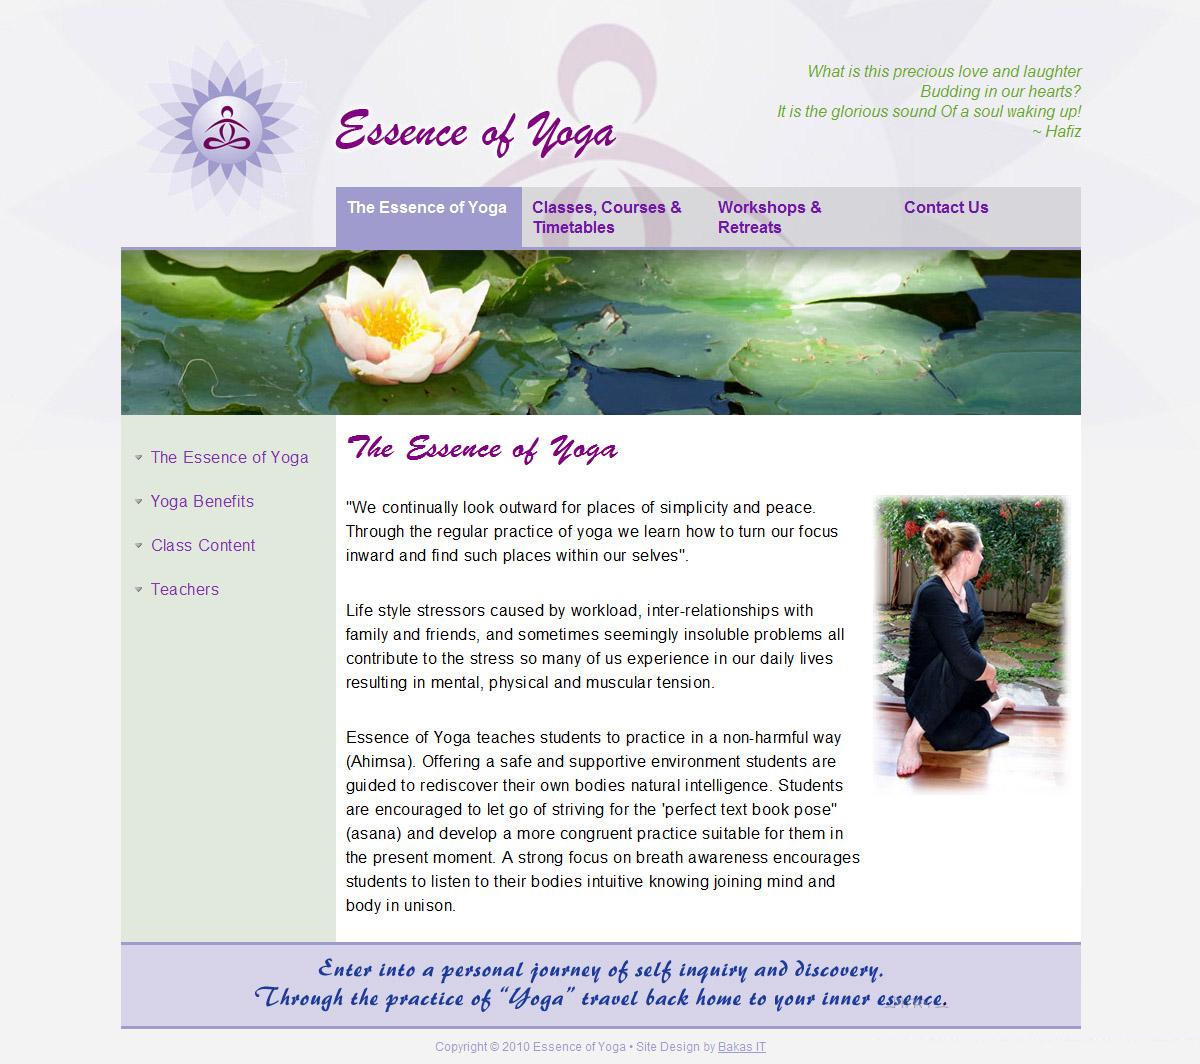 What is this precious love and laughter
Budding in our hearts?
It is the glorious sound Of a soul waking up!
~ Hafiz
Essence of Yoga
The Essence of Yoga
Classes, Courses &
Timetables
Workshops &
Retreats
Contact Us
The Essence of Yoga
Yoga Benefits
Class Content
Teachers
The Essence of Yoga
"We continually look outward for places of simplicity and peace.
Through the regular practice of yoga we learn how to turn our focus
inward and find such places within our selves".
Life style stressors caused by workload, inter-relationships with
family and friends, and sometimes seemingly insoluble problems all
contribute to the stress so many of us experience in our daily lives
resulting in mental, physical and muscular tension.
Essence of Yoga teaches students to practice in a non-harmful way
(Ahimsa). Offering a safe and supportive environment students are
guided to rediscover their own bodies natural intelligence. Students
are encouraged to let go of striving for the 'perfect text book pose"
(asana) and develop a more congruent practice suitable for them in
the present moment. A strong focus on breath awareness encourages
students to listen to their bodies intuitive knowing joining mind and
body in unison.
Enter into a personal journey of self inquiry and discovery.
Through the practice of “Yoga” travel back home to your inner essence.
Copyright © 2010 Essence of Yoga • Site Design by Bakas IT